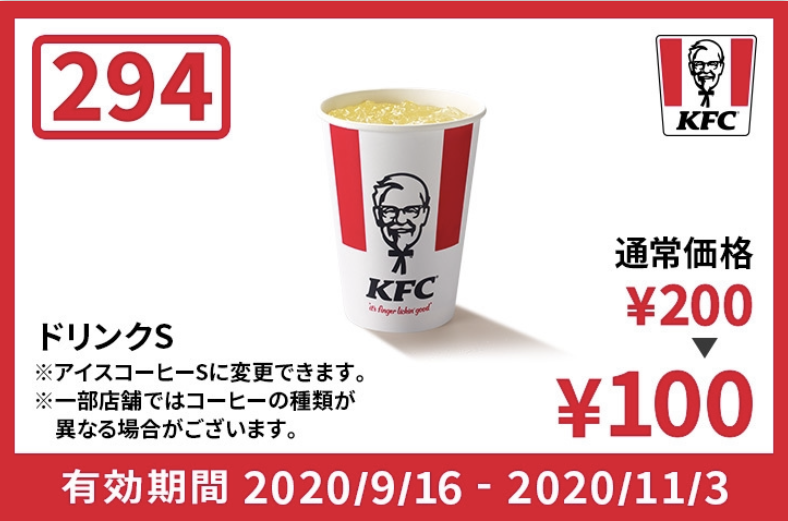 294
KFC
KFC
"it's finger lickin' good"
通常価格
¥200
▼
¥100
ドリンクS
※アイスコーヒーSに変更できます。
※一部店舗ではコーヒーの種類が
異なる場合がございます。
有効期間 2020/9/16 - 2020/11/3